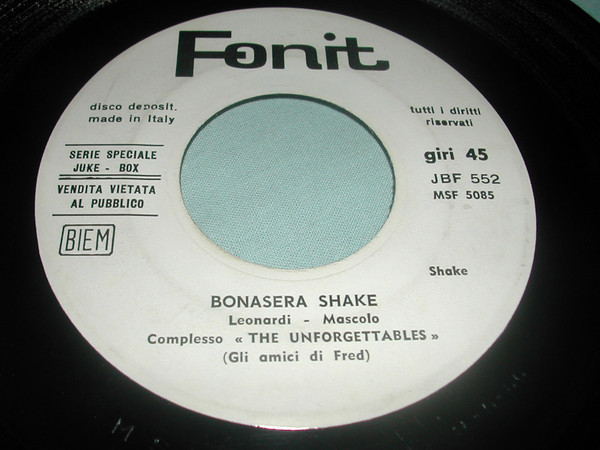 Fonit
disco deposit.
made in Italy
tutti i diritti
riservati
SERIE SPECIALE
JUKE - BOX
VENDITA VIETATA
AL PUBBLICO
BIEM
giri 45
JBF 552
MSF 5085
Shake
BONASERA SHAKE
Leonardi - Mascolo
Complesso « THE UNFORGETTABLES »
(Gli amici di Fred)